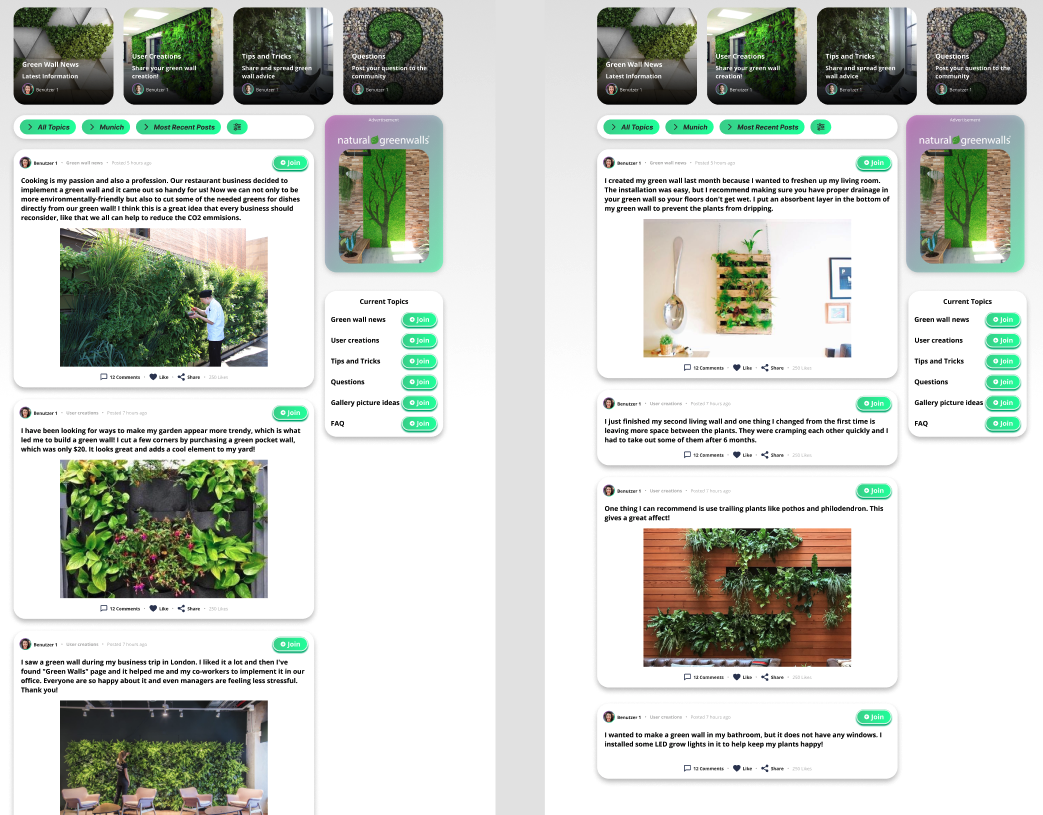 Green Wall News
Latest Information
Benutzer 1
User Creations
Share your green wall
creation!
Benutzer 1
Tips and Tricks
Share and spread green
wall advice
Benutzer 1
Questions
Post your question to the
community
Benutzer 1
All Topics
Munich
Most Recent Posts
Benutzer 1 • Green wall news • Posted 5 hours ago
Join
Cooking is my passion and also a profession. Our restaurant business decided to
implement a green wall and it came out so handy for us! Now we can not only to be
more environmentally-friendly but also to cut some of the needed greens for dishes
directly from our green wall! I think this is a great idea that every business should
reconsider, like that we all can help to reduce the CO2 emmisions.
12 Comments • Like • Share • 250 Likes
Benutzer 1 • User creations • Posted 7 hours ago
Join
I have been looking for ways to make my garden appear more trendy, which is what
led me to build a green wall! I cut a few corners by purchasing a green pocket wall,
which was only $20. It looks great and adds a cool element to my yard!
12 Comments • Like • Share • 250 Likes
Benutzer 1 • User creations • Posted 7 hours ago
Join
I saw a green wall during my business trip in London. I liked it a lot and then I've
found "Green Walls" page and it helped me and my co-workers to implement it in our
office. Everyone are so happy about it and even managers are feeling less stressful.
Thank you!
Advertisement
natural greenwalls
Current Topics
Green wall news Join
User creations Join
Tips and Tricks Join
Questions Join
Gallery picture ideas Join
FAQ Join
Green Wall News
Latest Information
Benutzer 1
User Creations
Share your green wall
creation!
Benutzer 1
Tips and Tricks
Share and spread green
wall advice
Benutzer 1
Questions
Post your question to the
community
Benutzer 1
All Topics
Munich
Most Recent Posts
Benutzer 1 • Green wall news • Posted 5 hours ago
Join
I created my green wall last month because I wanted to freshen up my living room.
The installation was easy, but I recommend making sure you have proper drainage in
your green wall so your floors don't get wet. I put an absorbent layer in the bottom of
my green wall to prevent the plants from dripping.
12 Comments • Like • Share • 250 Likes
Benutzer 1 • User creations • Posted 7 hours ago
Join
I just finished my second living wall and one thing I changed from the first time is
leaving more space between the plants. They were cramping each other quickly and I
had to take out some of them after 6 months.
12 Comments • Like • Share • 250 Likes
Benutzer 1 • User creations • Posted 7 hours ago
Join
One thing I can recommend is use trailing plants like pothos and philodendron. This
gives a great affect!
12 Comments • Like • Share • 250 Likes
Benutzer 1 • User creations • Posted 7 hours ago
Join
I wanted to make a green wall in my bathroom, but it does not have any windows. I
installed some LED grow lights in it to help keep my plants happy!
12 Comments • Like • Share • 250 Likes
Advertisement
natural greenwalls
Current Topics
Green wall news Join
User creations Join
Tips and Tricks Join
Questions Join
Gallery picture ideas Join
FAQ Join